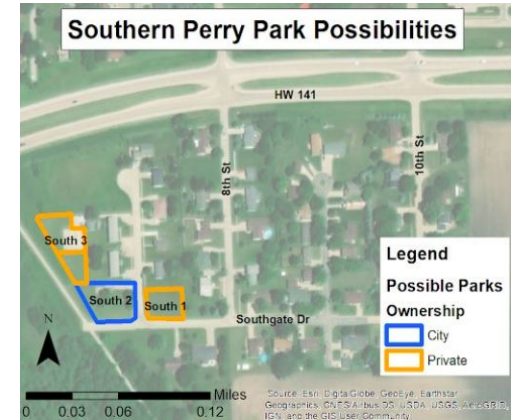 Southern Perry Park Possibilities
HW 141
8th St
10th St
South 3
South 2
South 1
Southgate Dr
N
Legend
Possible Parks
Ownership
City
Private
Miles
0 0.03 0.06 0.12
Source: Esri, DigitalGlobe, GeoEye, Earthstar
Geographics, CNES/Airbus DS, USDA, USGS, AeroGRID,
IGN, and the GIS User Community